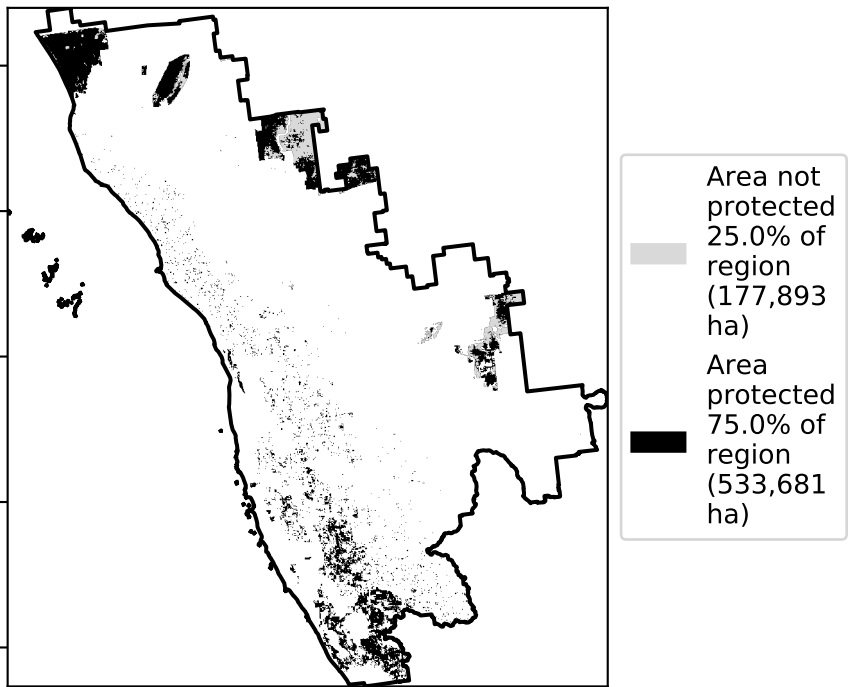 Area not
protected
25.0% of
region
(177,893
ha)
Area
protected
75.0% of
region
(533,681
ha)